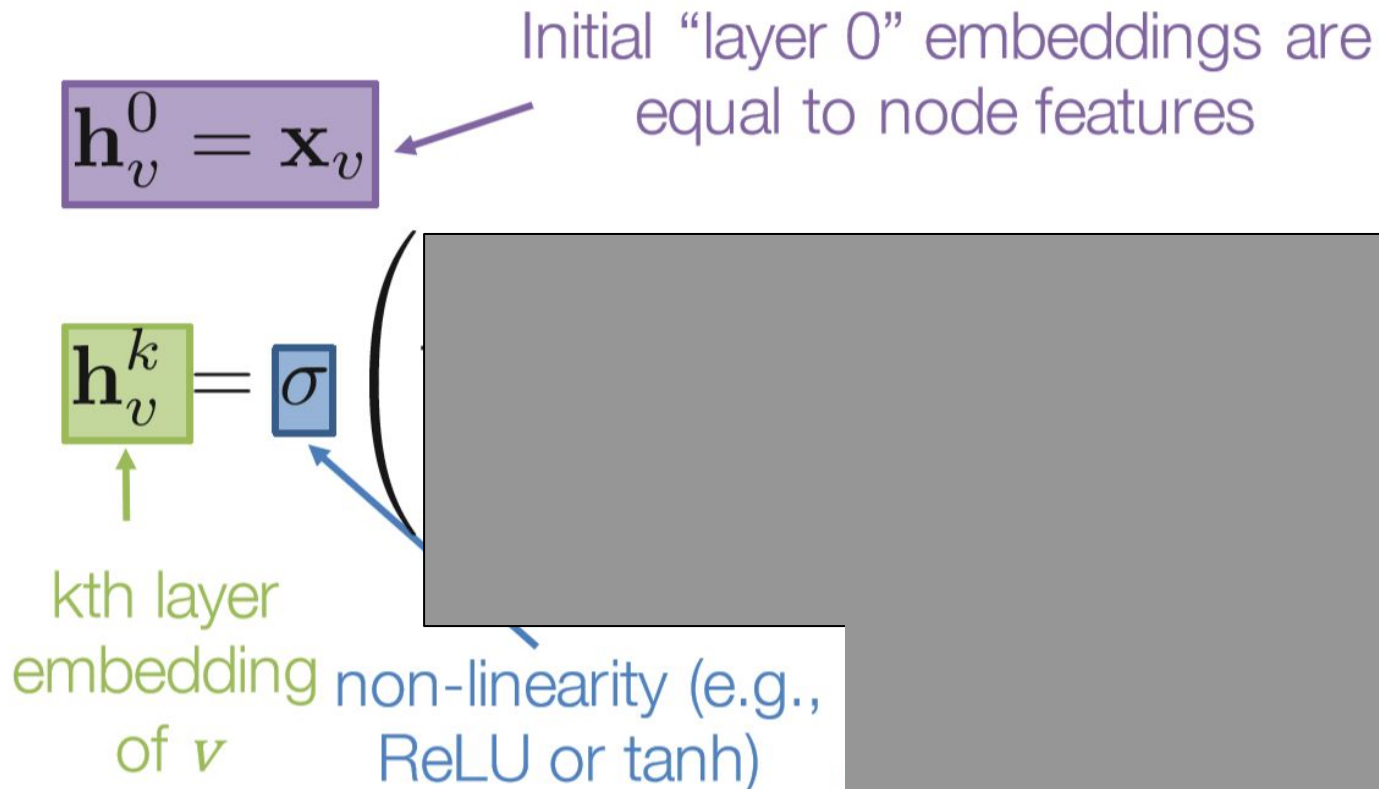 Initial “layer 0” embeddings are
equal to node features
h_v^0 = x_v
h_v^k = σ (
kth layer
embedding
of v
non-linearity (e.g.,
ReLU or tanh)